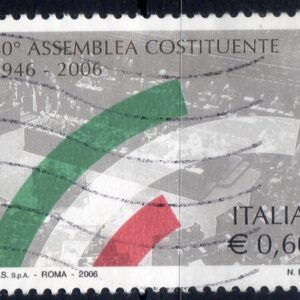 0° ASSEMBLEA COSTITUENTE
946 - 2006
ITALIA
€ 0,60
.S. S.p.A. - ROMA - 2006
N.